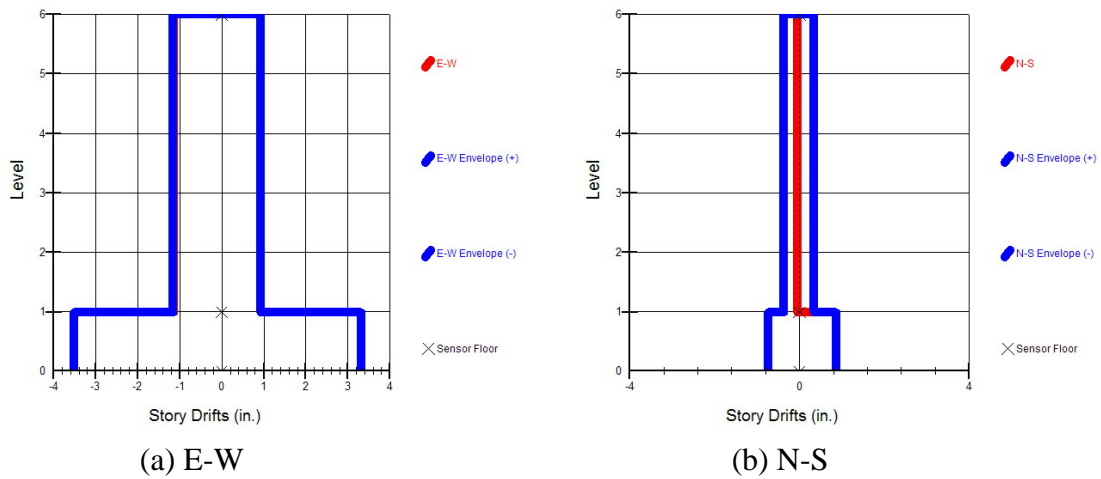 6
5
4
3
2
1
0
Level
-4 -3 -2 -1 0 1 2 3 4
Story Drifts (in.)
E-W
E-W Envelope (+)
E-W Envelope (-)
Sensor Floor
(a) E-W
6
5
4
3
2
1
0
Level
-4 0 4
Story Drifts (in.)
N-S
N-S Envelope (+)
N-S Envelope (-)
Sensor Floor
(b) N-S